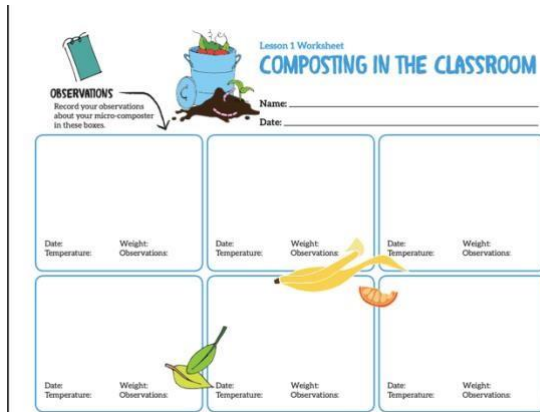 Lesson 1 Worksheet
COMPOSTING IN THE CLASSROOM
OBSERVATIONS
Record your observations
about your micro-composter
in these boxes.
Name:
Date:
Date: Weight:
Temperature: Observations:
Date: Weight:
Temperature: Observations:
Date: Weight:
Temperature: Observations:
Date: Weight:
Temperature: Observations:
Date: Weight:
Temperature: Observations:
Date: Weight:
Temperature: Observations: